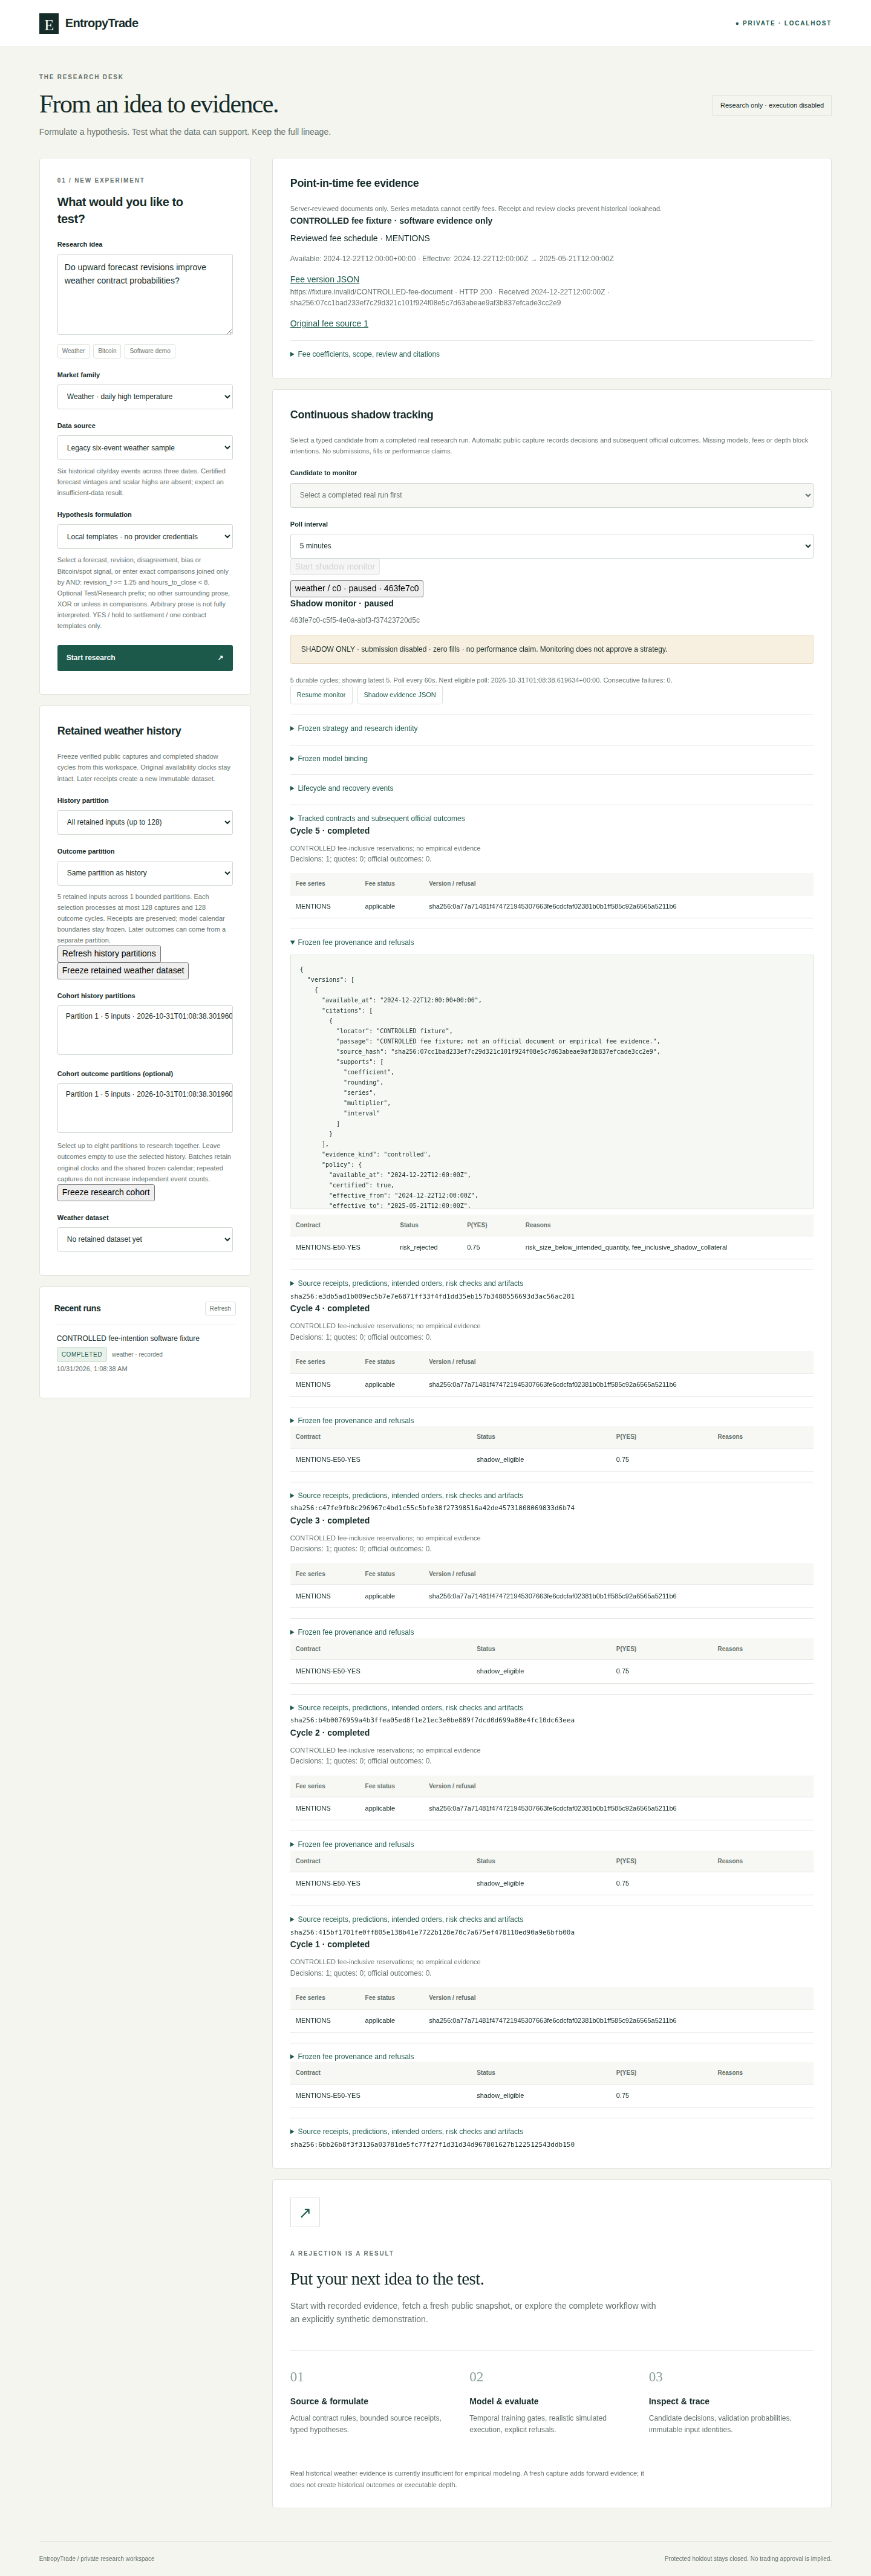 E EntropyTrade
● PRIVATE · LOCALHOST
THE RESEARCH DESK
From an idea to evidence.
Research only · execution disabled
Formulate a hypothesis. Test what the data can support. Keep the full lineage.
01 / NEW EXPERIMENT
What would you like to
test?
Research idea
Do upward forecast revisions improve
weather contract probabilities?
Weather
Bitcoin
Software demo
Market family
Weather · daily high temperature
Data source
Legacy six-event weather sample
Six historical city/day events across three dates. Certified
forecast vintages and scalar highs are absent; expect an
insufficient-data result.
Hypothesis formulation
Local templates · no provider credentials
Select a forecast, revision, disagreement, bias or
Bitcoin/spot signal, or enter exact comparisons joined only
by AND: revision_f >= 1.25 and hours_to_close < 8.
Optional Test/Research prefix; no other surrounding prose,
XOR or unless in comparisons. Arbitrary prose is not fully
interpreted. YES / hold to settlement / one contract
templates only.
Start research ↗
Retained weather history
Freeze verified public captures and completed shadow
cycles from this workspace. Original availability clocks stay
intact. Later receipts create a new immutable dataset.
History partition
All retained inputs (up to 128)
Outcome partition
Same partition as history
5 retained inputs across 1 bounded partitions. Each
selection processes at most 128 captures and 128
outcome cycles. Receipts are preserved; model calendar
boundaries stay frozen. Later outcomes can come from a
separate partition.
Refresh history partitions
Freeze retained weather dataset
Cohort history partitions
Partition 1 · 5 inputs · 2026-10-31T01:08:38.301960
Cohort outcome partitions (optional)
Partition 1 · 5 inputs · 2026-10-31T01:08:38.301960
Select up to eight partitions to research together. Leave
outcomes empty to use the selected history. Batches retain
original clocks and the shared frozen calendar; repeated
captures do not increase independent event counts.
Freeze research cohort
Weather dataset
No retained dataset yet
Recent runs
Refresh
CONTROLLED fee-intention software fixture
COMPLETED weather · recorded
10/31/2026, 1:08:38 AM
Point-in-time fee evidence
Server-reviewed documents only. Series metadata cannot certify fees. Receipt and review clocks prevent historical lookahead.
CONTROLLED fee fixture · software evidence only
Reviewed fee schedule · MENTIONS
Available: 2024-12-22T12:00:00+00:00 · Effective: 2024-12-22T12:00:00Z → 2025-05-21T12:00:00Z
Fee version JSON
https://fixture.invalid/CONTROLLED-fee-document · HTTP 200 · Received 2024-12-22T12:00:00Z ·
sha256:07cc1bad233ef7c29d321c101f924f08e5c7d63abeae9af3b837efcade3cc2e9
Original fee source 1
▶ Fee coefficients, scope, review and citations
Continuous shadow tracking
Select a typed candidate from a completed real research run. Automatic public capture records decisions and subsequent official outcomes. Missing models, fees or depth block
intentions. No submissions, fills or performance claims.
Candidate to monitor
Select a completed real run first
Poll interval
5 minutes
Start shadow monitor
weather / c0 · paused · 463fe7c0
Shadow monitor · paused
463fe7c0-c5f5-4e0a-abf3-f37423720d5c
SHADOW ONLY · submission disabled · zero fills · no performance claim. Monitoring does not approve a strategy.
5 durable cycles; showing latest 5. Poll every 60s. Next eligible poll: 2026-10-31T01:08:38.619634+00:00. Consecutive failures: 0.
Resume monitor
Shadow evidence JSON
▶ Frozen strategy and research identity
▶ Frozen model binding
▶ Lifecycle and recovery events
▶ Tracked contracts and subsequent official outcomes
Cycle 5 · completed
CONTROLLED fee-inclusive reservations; no empirical evidence
Decisions: 1; quotes: 0; official outcomes: 0.
Fee series Fee status Version / refusal
MENTIONS applicable sha256:0a77a71481f474721945307663fe6cdcfaf02381b0b1ff585c92a6565a5211b6
▼ Frozen fee provenance and refusals
{
"versions": [
{
"available_at": "2024-12-22T12:00:00+00:00",
"citations": [
{
"locator": "CONTROLLED fixture",
"passage": "CONTROLLED fee fixture; not an official document or empirical fee evidence.",
"source_hash": "sha256:07cc1bad233ef7c29d321c101f924f08e5c7d63abeae9af3b837efcade3cc2e9",
"supports": [
"coefficient",
"rounding",
"series",
"multiplier",
"interval"
]
}
],
"evidence_kind": "controlled",
"policy": {
"available_at": "2024-12-22T12:00:00Z",
"certified": true,
"effective_from": "2024-12-22T12:00:00Z",
"effective_to": "2025-05-21T12:00:00Z",
Contract Status P(YES) Reasons
MENTIONS-E50-YES risk_rejected 0.75 risk_size_below_intended_quantity, fee_inclusive_shadow_collateral
▶ Source receipts, predictions, intended orders, risk checks and artifacts
sha256:e3db5ad1b009ec5b7e7e6871ff33f4fd1dd35eb157b3480556693d3ac56ac201
Cycle 4 · completed
CONTROLLED fee-inclusive reservations; no empirical evidence
Decisions: 1; quotes: 0; official outcomes: 0.
Fee series Fee status Version / refusal
MENTIONS applicable sha256:0a77a71481f474721945307663fe6cdcfaf02381b0b1ff585c92a6565a5211b6
▶ Frozen fee provenance and refusals
Contract Status P(YES) Reasons
MENTIONS-E50-YES shadow_eligible 0.75
▶ Source receipts, predictions, intended orders, risk checks and artifacts
sha256:c47fe9fb8c296967c4bd1c55c5bfe38f27398516a42de45731808069833d6b74
Cycle 3 · completed
CONTROLLED fee-inclusive reservations; no empirical evidence
Decisions: 1; quotes: 0; official outcomes: 0.
Fee series Fee status Version / refusal
MENTIONS applicable sha256:0a77a71481f474721945307663fe6cdcfaf02381b0b1ff585c92a6565a5211b6
▶ Frozen fee provenance and refusals
Contract Status P(YES) Reasons
MENTIONS-E50-YES shadow_eligible 0.75
▶ Source receipts, predictions, intended orders, risk checks and artifacts
sha256:b4b0076959a4b3ffea05ed8f1e21ec3e0be889f7dcd0d699a80e4fc10dc63eea
Cycle 2 · completed
CONTROLLED fee-inclusive reservations; no empirical evidence
Decisions: 1; quotes: 0; official outcomes: 0.
Fee series Fee status Version / refusal
MENTIONS applicable sha256:0a77a71481f474721945307663fe6cdcfaf02381b0b1ff585c92a6565a5211b6
▶ Frozen fee provenance and refusals
Contract Status P(YES) Reasons
MENTIONS-E50-YES shadow_eligible 0.75
▶ Source receipts, predictions, intended orders, risk checks and artifacts
sha256:415bf1701fe0ff805e138b41e7722b128e70c7a675ef478110ed90a9e6bfb00a
Cycle 1 · completed
CONTROLLED fee-inclusive reservations; no empirical evidence
Decisions: 1; quotes: 0; official outcomes: 0.
Fee series Fee status Version / refusal
MENTIONS applicable sha256:0a77a71481f474721945307663fe6cdcfaf02381b0b1ff585c92a6565a5211b6
▶ Frozen fee provenance and refusals
Contract Status P(YES) Reasons
MENTIONS-E50-YES shadow_eligible 0.75
▶ Source receipts, predictions, intended orders, risk checks and artifacts
sha256:6bb26b8f3f3136a03781de5fc77f27f1d31d34d967801627b122512543ddb150
↗
A REJECTION IS A RESULT
Put your next idea to the test.
Start with recorded evidence, fetch a fresh public snapshot, or explore the complete workflow with
an explicitly synthetic demonstration.
01
Source & formulate
Actual contract rules, bounded source receipts,
typed hypotheses.
02
Model & evaluate
Temporal training gates, realistic simulated
execution, explicit refusals.
03
Inspect & trace
Candidate decisions, validation probabilities,
immutable input identities.
Real historical weather evidence is currently insufficient for empirical modeling. A fresh capture adds forward evidence; it
does not create historical outcomes or executable depth.
EntropyTrade / private research workspace
Protected holdout stays closed. No trading approval is implied.